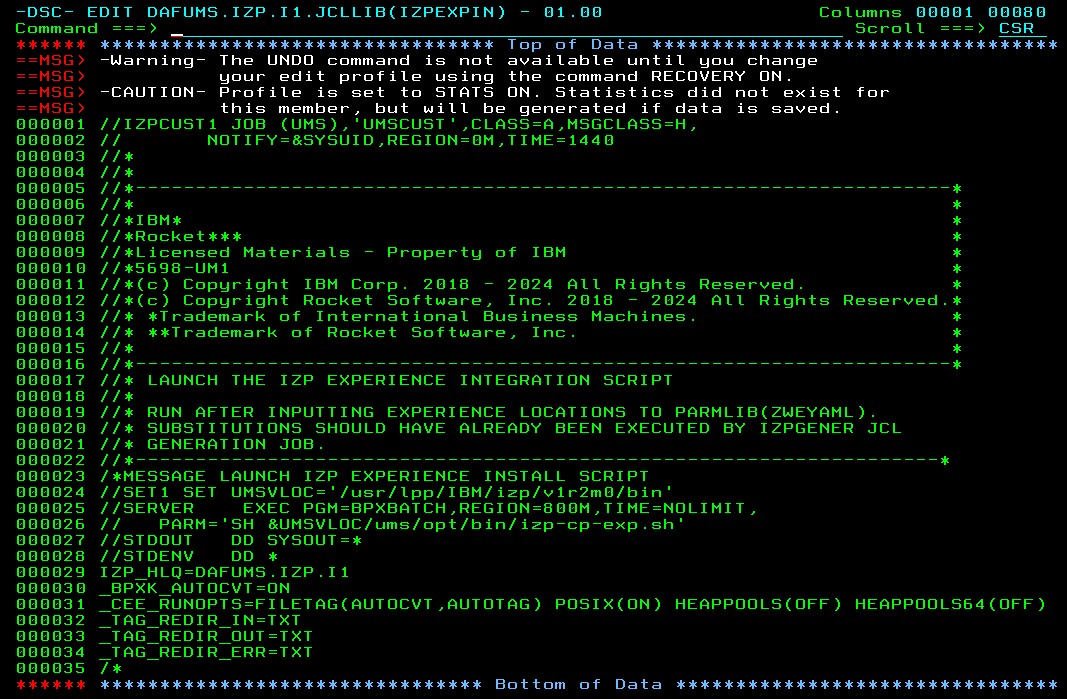 -DSC- EDIT DAFUMS.IZP.I1.JCLLIB(IZPEXPIN) - 01.00 Columns 00001 00080
Command ===> _ Scroll ===> CSR
****** ********************************* Top of Data **********************************
==MSG> -Warning- The UNDO command is not available until you change
==MSG> your edit profile using the command RECOVERY ON.
==MSG> -CAUTION- Profile is set to STATS ON. Statistics did not exist for
==MSG> this member, but will be generated if data is saved.
000001 //IZPCUST1 JOB (UMS),'UMSCUST',CLASS=A,MSGCLASS=H,
000002 // NOTIFY=&SYSUID,REGION=0M,TIME=1440
000003 //*
000004 //*
000005 //*--------------------------------------------------------------------*
000006 //* *
000007 //*IBM* *
000008 //*Rocket*** *
000009 //*Licensed Materials - Property of IBM *
000010 //*5698-UM1 *
000011 //*(c) Copyright IBM Corp. 2018 - 2024 All Rights Reserved. *
000012 //*(c) Copyright Rocket Software, Inc. 2018 - 2024 All Rights Reserved.*
000013 //* *Trademark of International Business Machines. *
000014 //* **Trademark of Rocket Software, Inc. *
000015 //* *
000016 //*--------------------------------------------------------------------*
000017 //* LAUNCH THE IZP EXPERIENCE INTEGRATION SCRIPT
000018 //*
000019 //* RUN AFTER INPUTTING EXPERIENCE LOCATIONS TO PARMLIB(ZWEYAML).
000020 //* SUBSTITUTIONS SHOULD HAVE ALREADY BEEN EXECUTED BY IZPGENER JCL
000021 //* GENERATION JOB.
000022 //*-------------------------------------------------------------------*
000023 /*MESSAGE LAUNCH IZP EXPERIENCE INSTALL SCRIPT
000024 //SET1 SET UMSVLOC='/usr/lpp/IBM/izp/v1r2m0/bin'
000025 //SERVER EXEC PGM=BPXBATCH,REGION=800M,TIME=NOLIMIT,
000026 // PARM='SH &UMSVLOC/ums/opt/bin/izp-cp-exp.sh'
000027 //STDOUT DD SYSOUT=*
000028 //STDENV DD *
000029 IZP_HLQ=DAFUMS.IZP.I1
000030 _BPXK_AUTOCVT=ON
000031 _CEE_RUNOPTS=FILETAG(AUTOCVT,AUTOTAG) POSIX(ON) HEAPPOOLS(OFF) HEAPPOOLS64(OFF)
000032 _TAG_REDIR_IN=TXT
000033 _TAG_REDIR_OUT=TXT
000034 _TAG_REDIR_ERR=TXT
000035 /*
****** ******************************** Bottom of Data ********************************